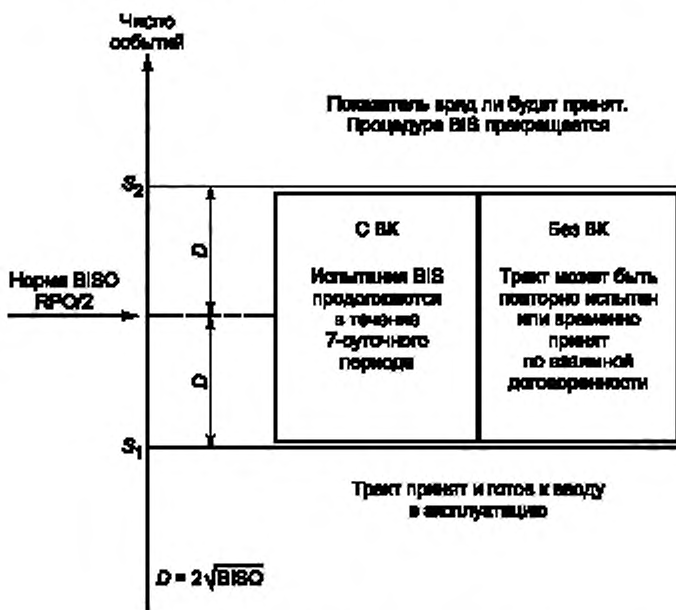 Число
событий
Показатель вряд ли будет принят.
Процедура BIS прекращается
S2
D
С ВК
Испытания BIS
продолжаются
в течение
7-суточного
периода
Без ВК
Тракт может быть
повторно испытан
или временно
принят
по взаимной
договоренности
Норма BISO
RPO/2
D
S1
Тракт принят и готов к вводу
в эксплуатацию
D = 2√BISO